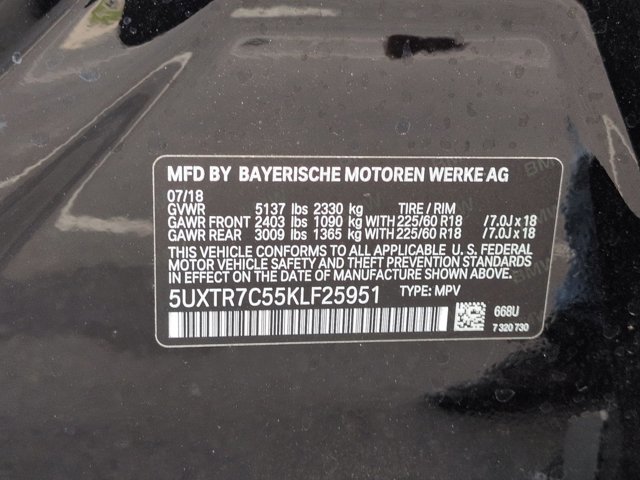 MFD BY BAYERISCHE MOTOREN WERKE AG
07/18
GVWR 5137 lbs 2330 kg TIRE / RIM
GAWR FRONT 2403 lbs 1090 kg WITH 225/60 R18 /7.0J x 18
GAWR REAR 3009 lbs 1365 kg WITH 225/60 R18 /7.0J x 18
THIS VEHICLE CONFORMS TO ALL APPLICABLE U. S. FEDERAL
MOTOR VEHICLE SAFETY AND THEFT PREVENTION STANDARDS
IN EFFECT ON THE DATE OF MANUFACTURE SHOWN ABOVE.
5UXTR7C55KLF25951 TYPE: MPV
668U
7 320 730